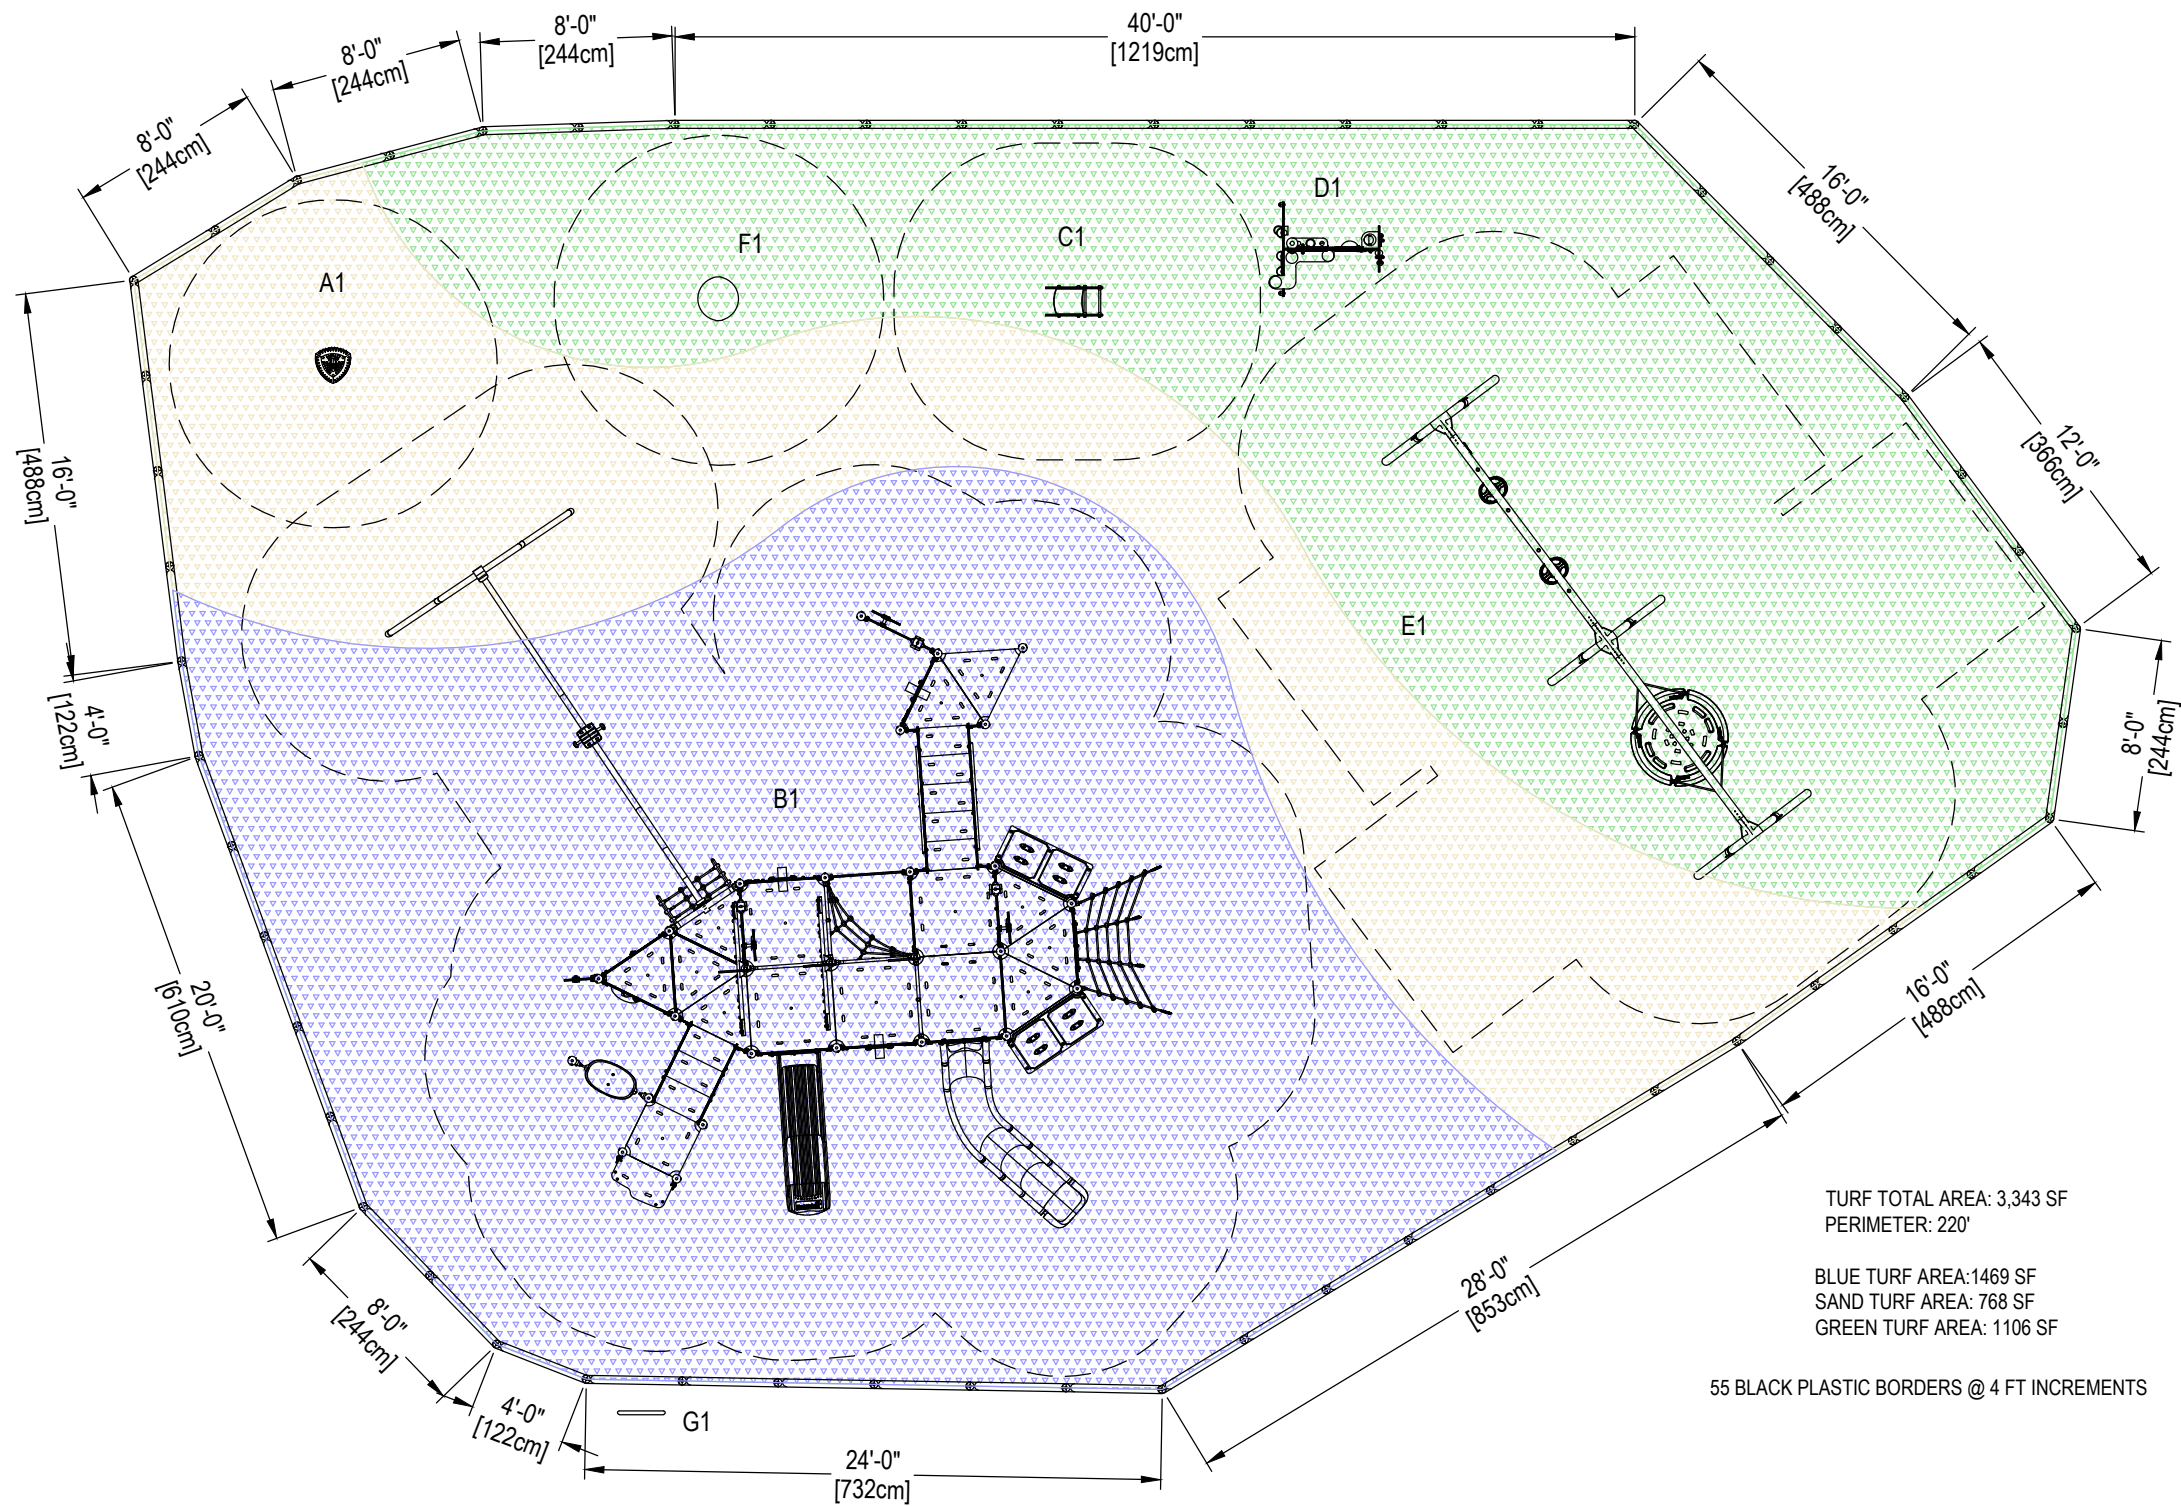 8'-0"
[244cm]
40'-0"
[1219cm]
8'-0"
[244cm]
8'-0"
[244cm]
16'-0"
[488cm]
D1
F1
C1
A1
12'-0"
[366cm]
16'-0"
[488cm]
E1
4'-0"
[122cm]
8'-0"
[244cm]
B1
20'-0"
[610cm]
16'-0"
[488cm]
TURF TOTAL AREA: 3,343 SF
PERIMETER: 220'
BLUE TURF AREA:1469 SF
SAND TURF AREA: 768 SF
GREEN TURF AREA: 1106 SF
28'-0"
[853cm]
8'-0"
[244cm]
55 BLACK PLASTIC BORDERS @ 4 FT INCREMENTS
4'-0"
[122cm]
G1
24'-0"
[732cm]